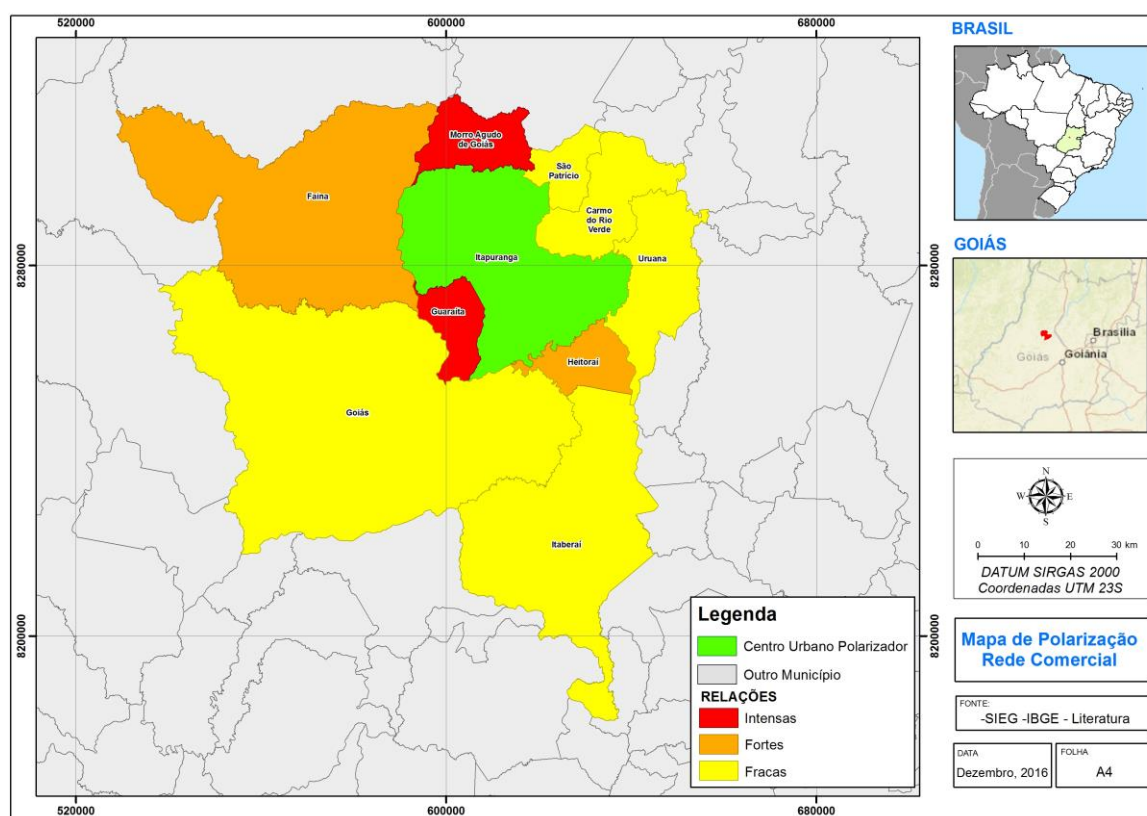 520000
600000
680000
8280000
8280000
8200000
8200000
520000
600000
680000
Morro Agudo
de Goiás
São
Patricio
Faina
Carmo
do Rio
Verde
Itapuranga
Uruana
Guaraíta
Heitoraí
Goiás
Itaberaí
Legenda
Centro Urbano Polarizador
Outro Município
RELAÇÕES
Intensas
Fortes
Fracas
BRASIL
GOIÁS
Brasília
Goiás
Goiânia
N
W
E
S
0 10 20 30 km
DATUM SIRGAS 2000
Coordenadas UTM 23S
Mapa de Polarização
Rede Comercial
FONTE:
-SIEG -IBGE - Literatura
DATA
Dezembro, 2016
FOLHA
A4